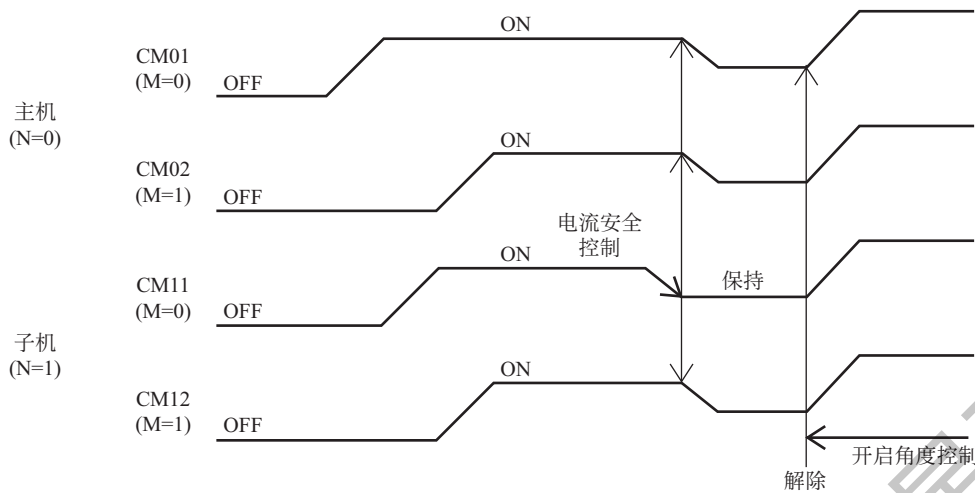 ON
CM01
(M=0)
OFF
主机
(N=0)
ON
CM02
(M=1)
OFF
电流安全
控制
ON
保持
CM11
(M=0)
OFF
子机
(N=1)
ON
CM12
(M=1)
OFF
开启角度控制
解除